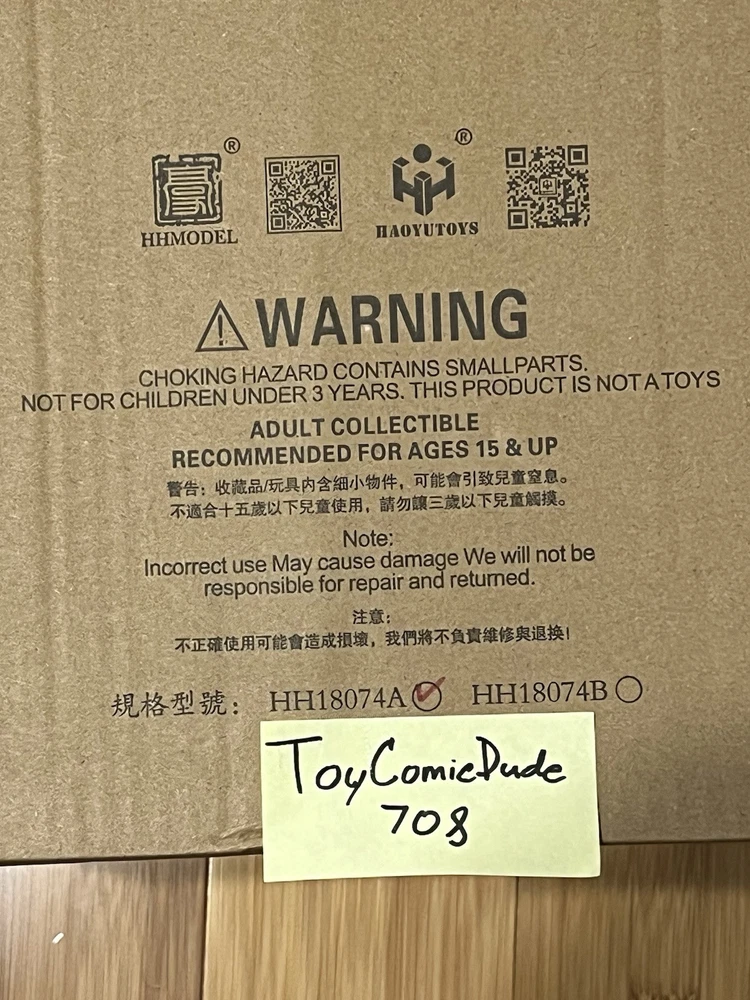 HHMODEL
HAOYUTOYS
WARNING
CHOKING HAZARD CONTAINS SMALLPARTS.
NOT FOR CHILDREN UNDER 3 YEARS. THIS PRODUCT IS NOT A TOYS
ADULT COLLECTIBLE
RECOMMENDED FOR AGES 15 & UP
警告：收藏品/玩具内含細小物件，可能會引致兒童窒息。
不適合十五歲以下兒童使用，請勿讓三歲以下兒童觸摸。
Note:
Incorrect use May cause damage We will not be
responsible for repair and returned.
注意：
不正確使用可能會造成損壞，我們將不負責維修與退换!
規格型號： HH18074A HH18074B
ToyComicDude
708